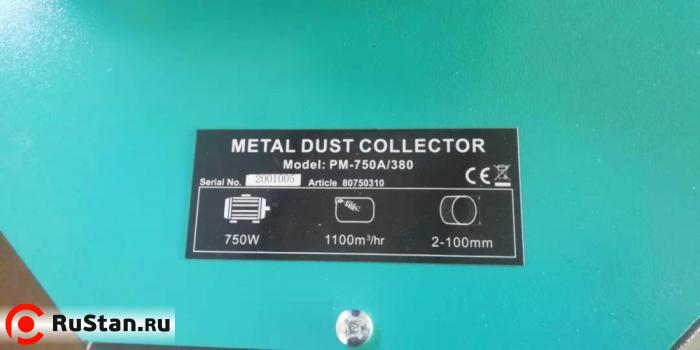 METAL DUST COLLECTOR
Model: PM-750A/380
Serial No. 2001005 Article 80750310
CE
750W 1100m³/hr 2-100mm
RuStan.ru